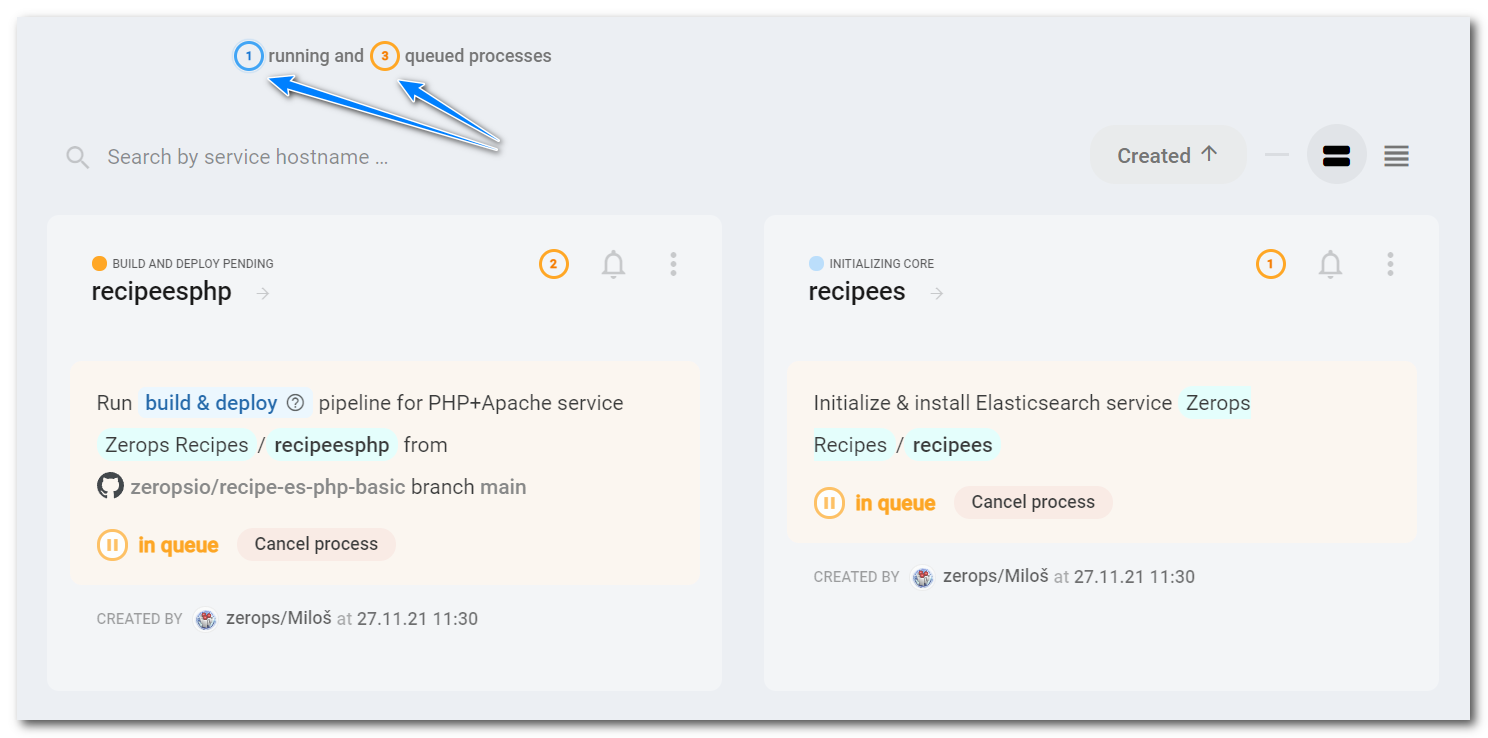 1 running and 3 queued processes
Search by service hostname ...
Created ↑
BUILD AND DEPLOY PENDING
recipeesphp →
2
Run build & deploy ? pipeline for PHP+Apache service
Zerops Recipes / recipeesphp from
zeropsio/recipe-es-php-basic branch main
in queue Cancel process
CREATED BY zerops/Miloš at 27.11.21 11:30
INITIALIZING CORE
recipees →
1
Initialize & install Elasticsearch service Zerops
Recipes / recipees
in queue Cancel process
CREATED BY zerops/Miloš at 27.11.21 11:30